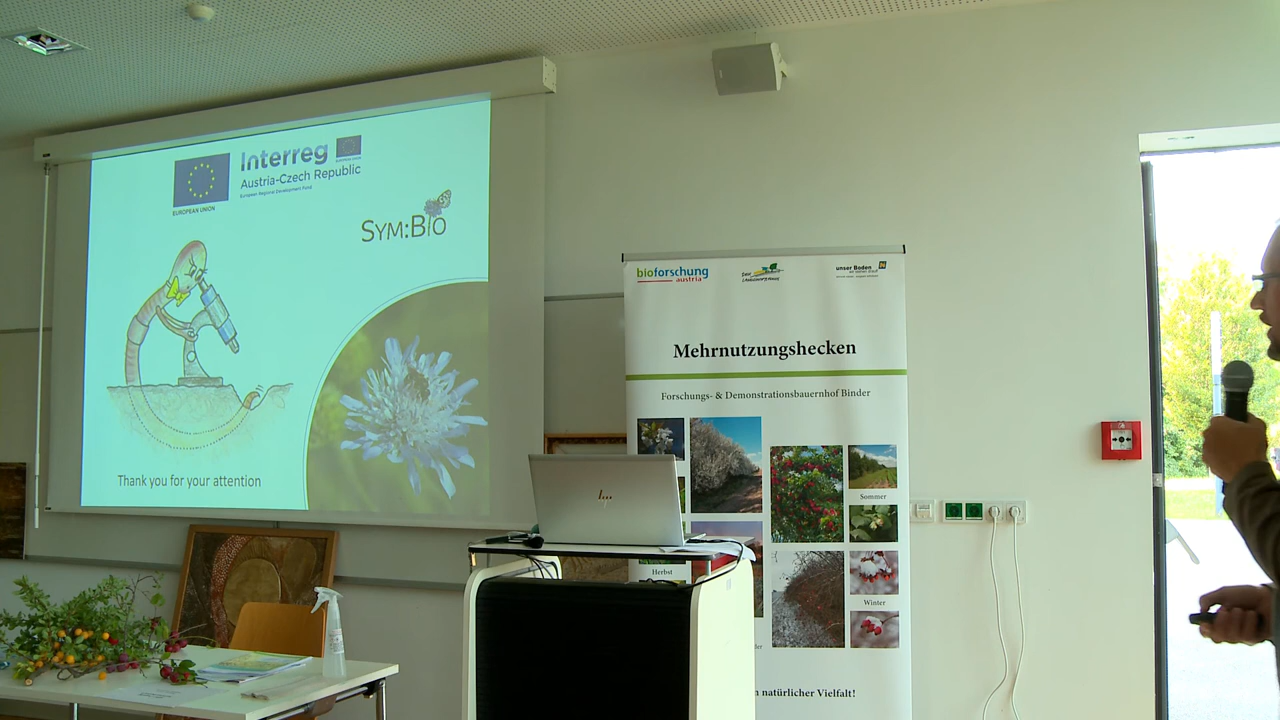 Interreg
Austria-Czech Republic
European Regional Development Fund
EUROPEAN UNION
SYM:BIO
Thank you for your attention
bioforschung
austria
unser Boden
Mehrnutzungshecken
Forschungs- & Demonstrationsbauernhof Binder
Sommer
Herbst
Winter
n natürlicher Vielfalt!
hp